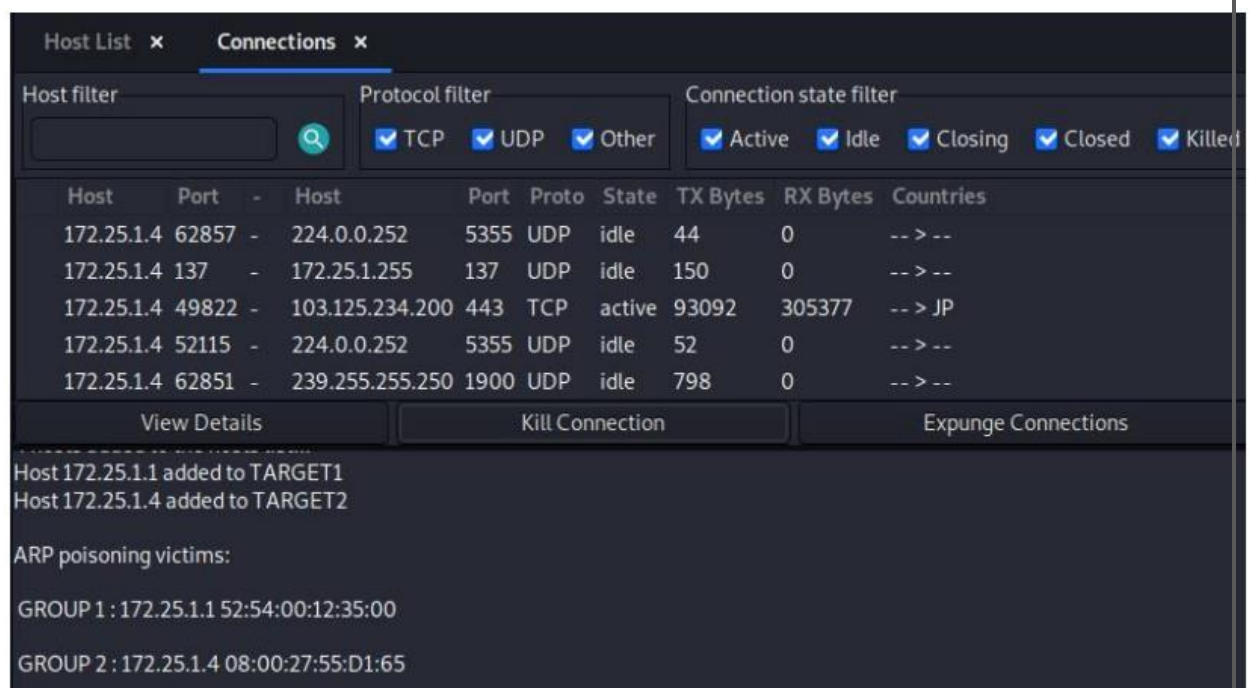 Host List × Connections ×
Host filter Protocol filter Connection state filter
TCP UDP Other Active Idle Closing Closed Killed
Host Port - Host Port Proto State TX Bytes RX Bytes Countries
172.25.1.4 62857 - 224.0.0.252 5355 UDP idle 44 0 -- > --
172.25.1.4 137 - 172.25.1.255 137 UDP idle 150 0 -- > --
172.25.1.4 49822 - 103.125.234.200 443 TCP active 93092 305377 -- > JP
172.25.1.4 52115 - 224.0.0.252 5355 UDP idle 52 0 -- > --
172.25.1.4 62851 - 239.255.255.250 1900 UDP idle 798 0 -- > --
View Details Kill Connection Expunge Connections
Host 172.25.1.1 added to TARGET1
Host 172.25.1.4 added to TARGET2
ARP poisoning victims:
GROUP 1 : 172.25.1.1 52:54:00:12:35:00
GROUP 2 : 172.25.1.4 08:00:27:55:D1:65